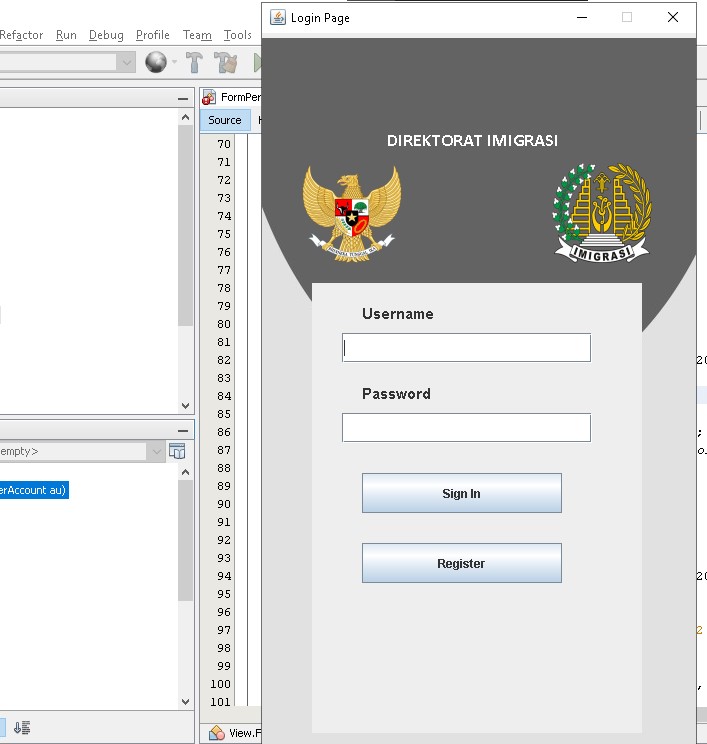 Login Page
Refactor Run Debug Profile Team Tools
FormPer
Source
DIREKTORAT IMIGRASI
IMIGRASI
Username
Password
Sign In
Register
empty>
erAccount au)
70
71
72
73
74
75
76
77
78
79
80
81
82
83
84
85
86
87
88
89
90
91
92
93
94
95
96
97
98
99
100
101
View.F